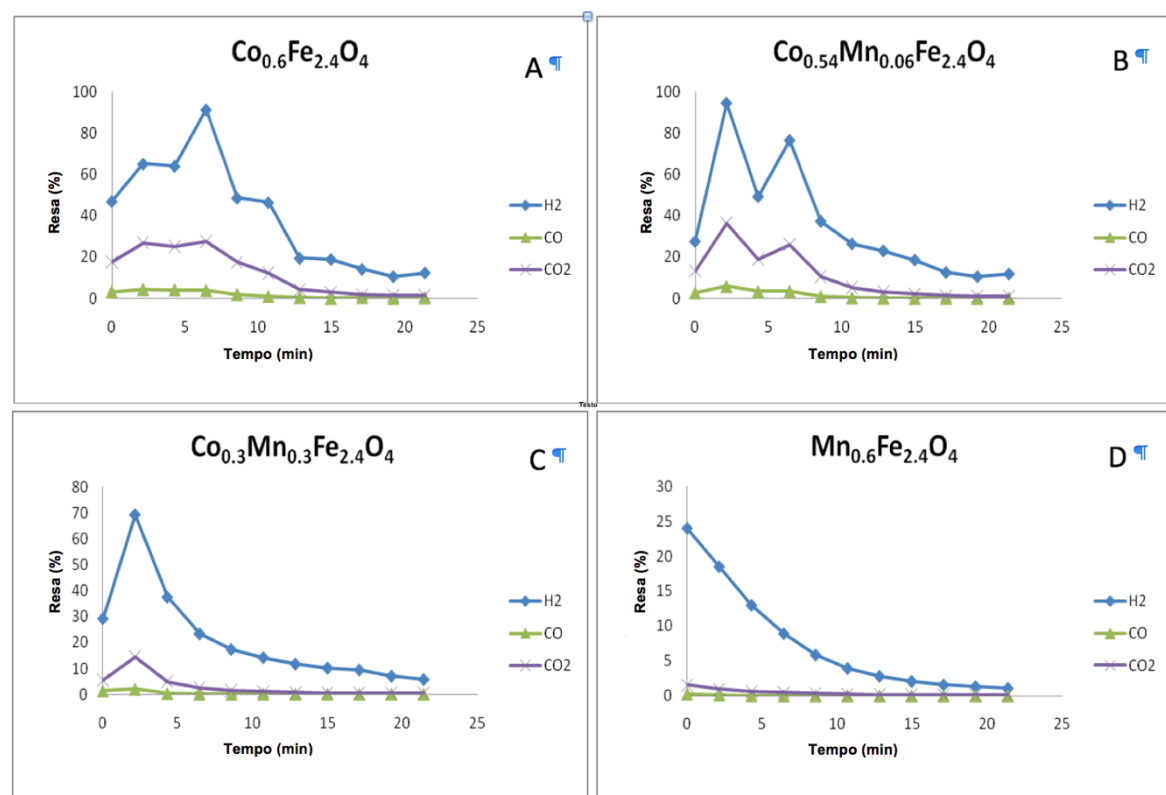 Co0.6Fe2.4O4
A ¶
100
80
60
40
20
0
Resa (%)
0 5 10 15 20 25
Tempo (min)
H2
CO
CO2
Co0.54Mn0.06Fe2.4O4
B ¶
100
80
60
40
20
0
Resa (%)
0 5 10 15 20 25
Tempo (min)
H2
CO
CO2
Testo
Co0.3Mn0.3Fe2.4O4
C ¶
80
70
60
50
40
30
20
10
0
Resa (%)
0 5 10 15 20 25
Tempo (min)
H2
CO
CO2
Mn0.6Fe2.4O4
D ¶
30
25
20
15
10
5
0
Resa (%)
0 5 10 15 20 25
Tempo (min)
H2
CO
CO2